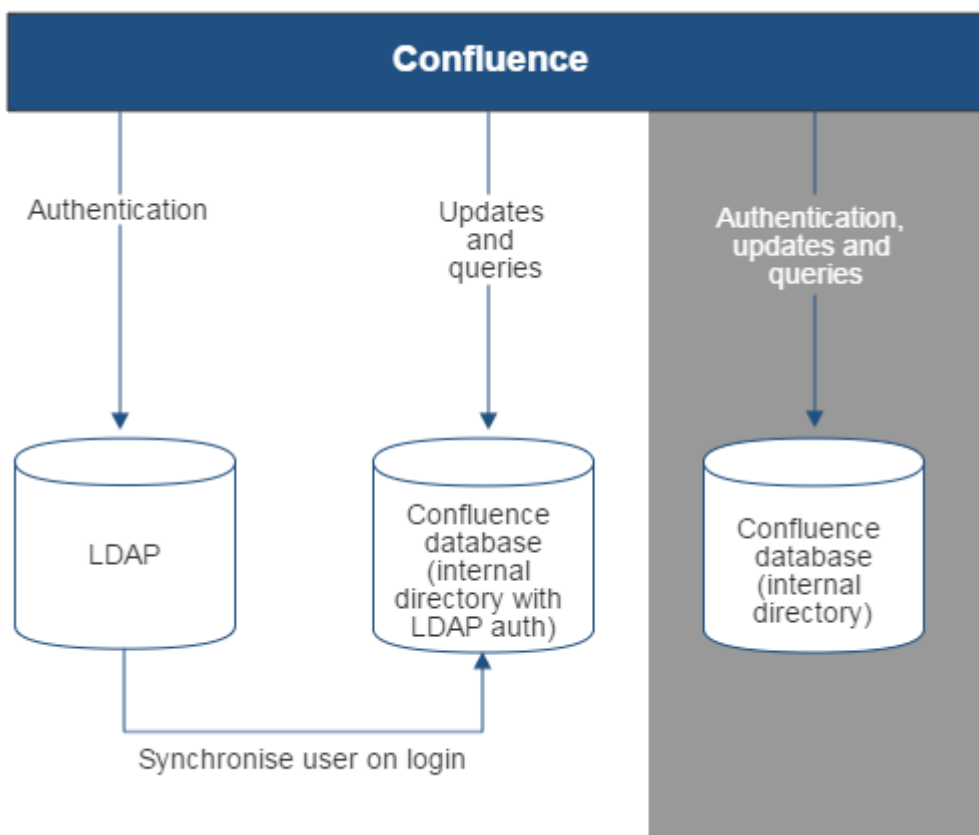 Confluence
Authentication
Updates
and
queries
Authentication,
updates and
queries
LDAP
Confluence
database
(internal
directory with
LDAP auth)
Confluence
database
(internal
directory)
Synchronise user on login